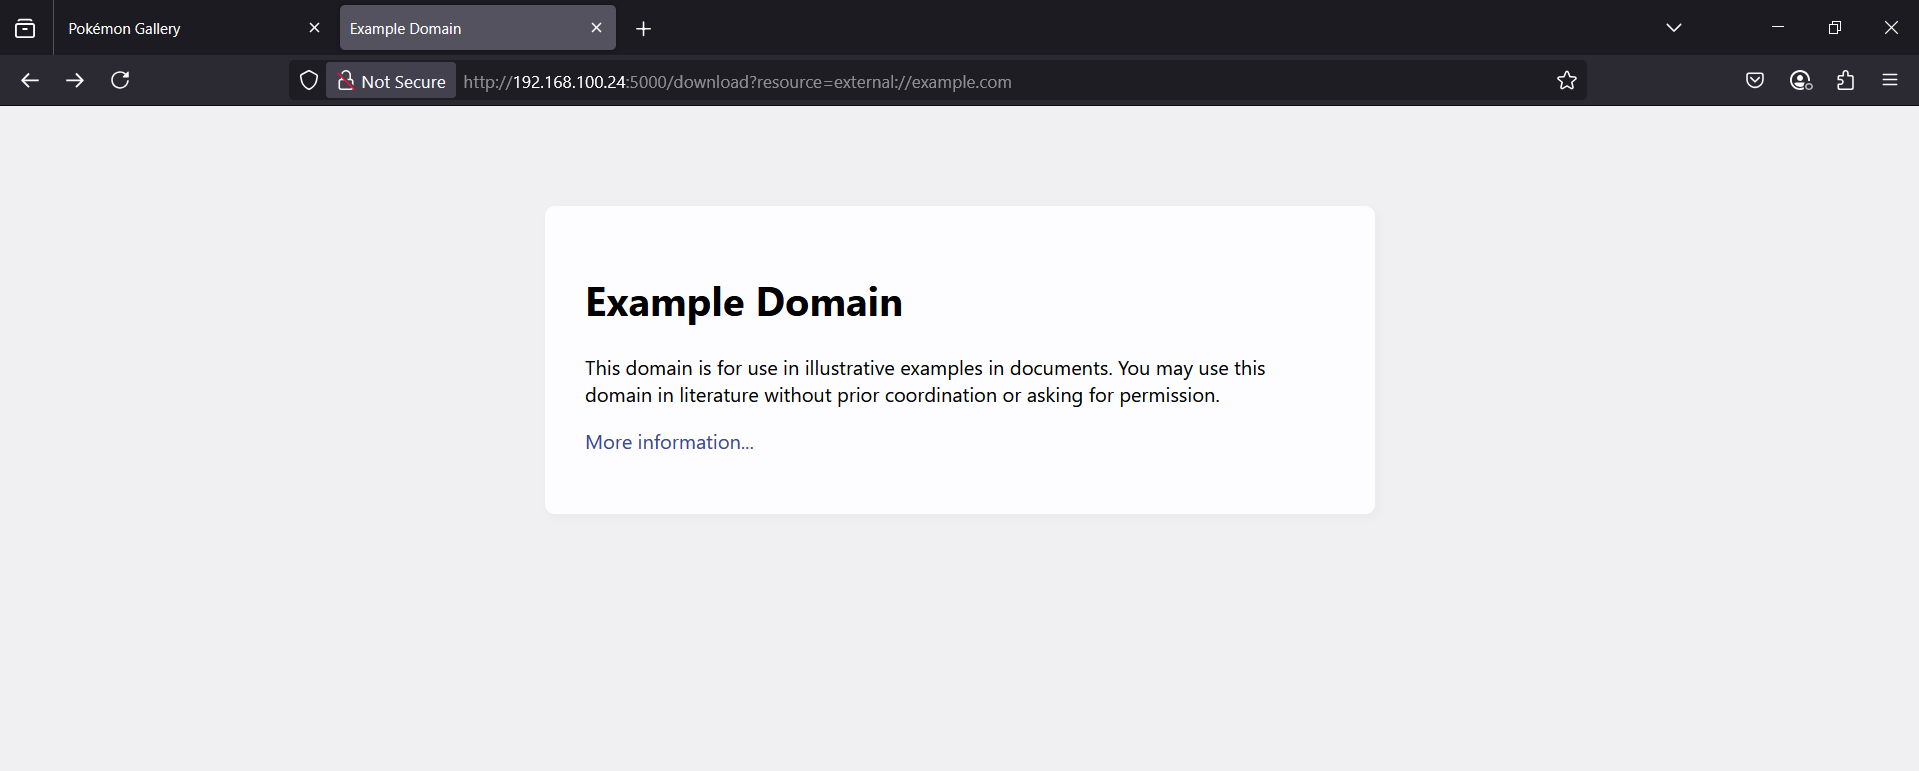 Pokémon Gallery
Example Domain
Not Secure http://192.168.100.24:5000/download?resource=external://example.com
Example Domain
This domain is for use in illustrative examples in documents. You may use this
domain in literature without prior coordination or asking for permission.
More information...